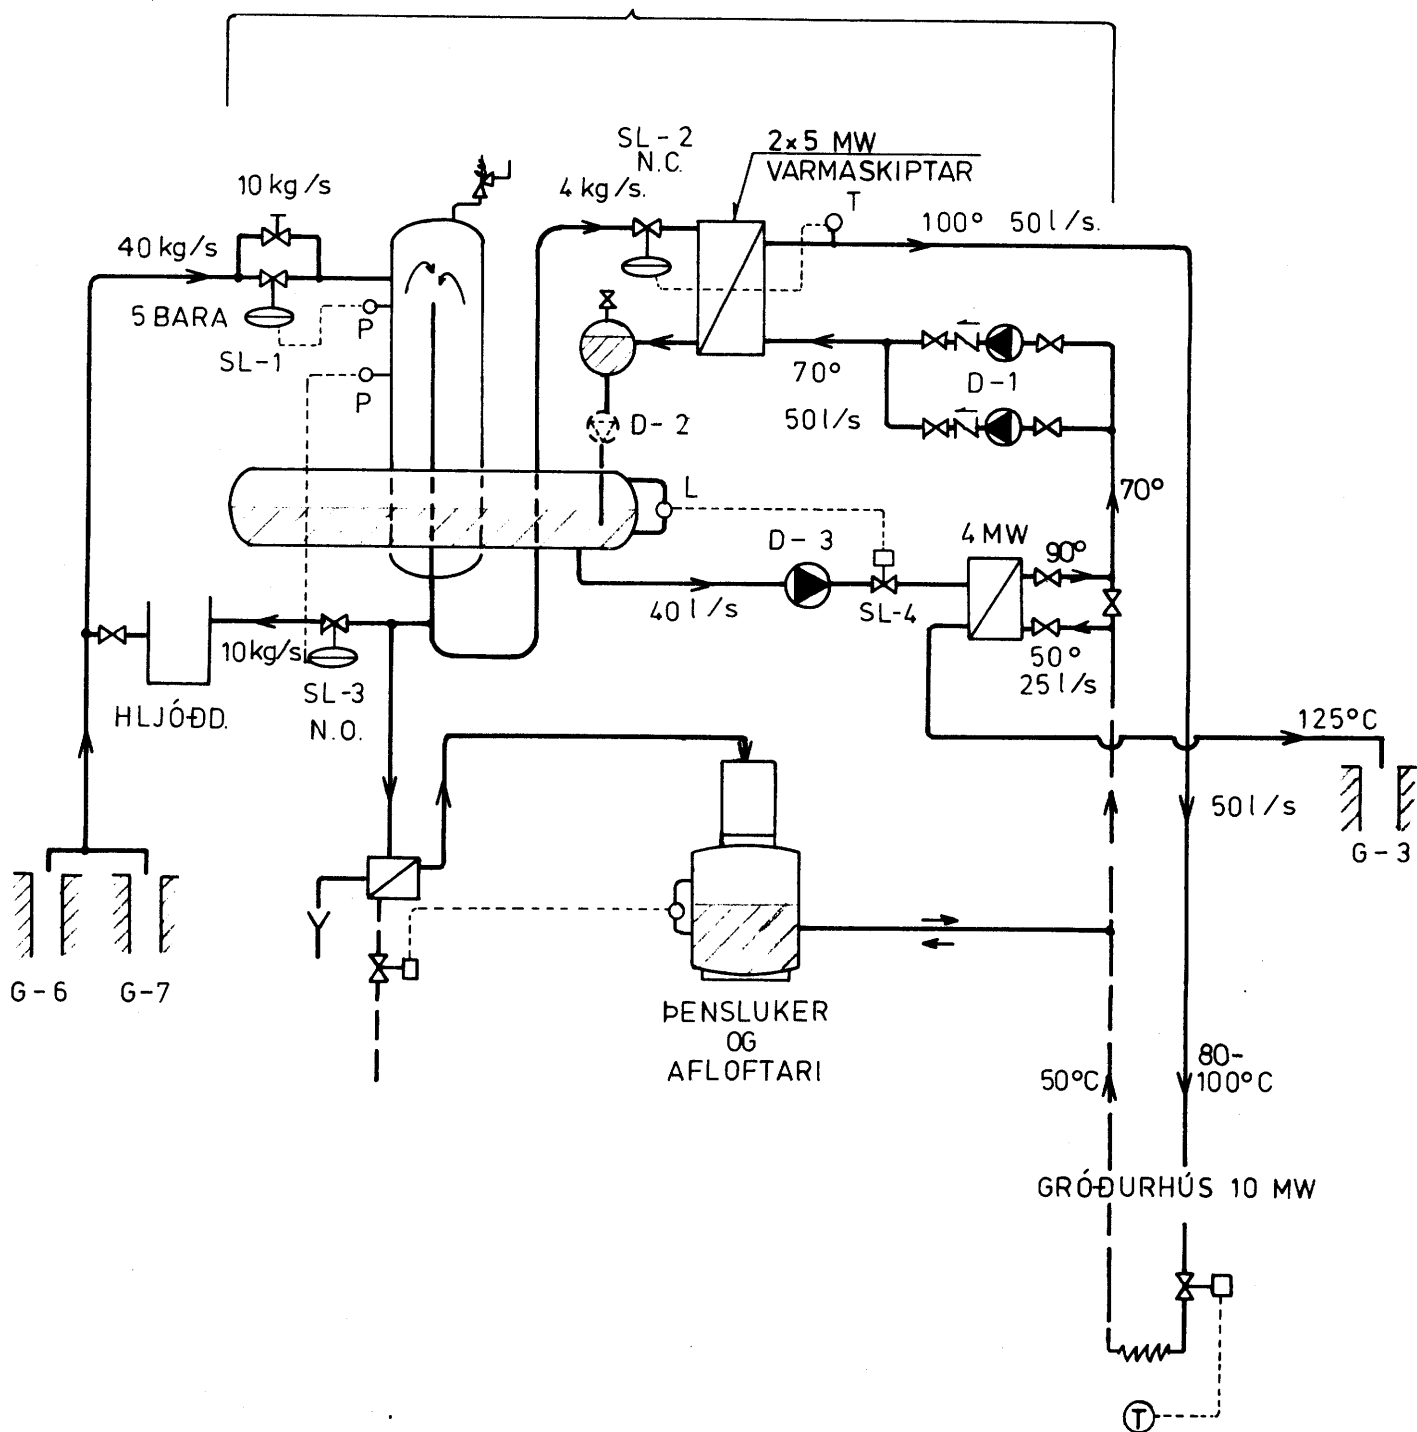 SL-2
N.C.
2×5 MW
VARMASKIPTAR
T
10 kg/s
4 kg/s.
100° 50 l/s.
40 kg/s
5 BARA
P
SL-1
P
70°
D-1
50 l/s
D-2
L
70°
D-3
4 MW
90°
40 l/s
SL-4
10 kg/s
50°
25 l/s
SL-3
N.O.
HLJÓÐD.
125°C
50 l/s
G-3
G-6
G-7
ÞENSLUKER
OG
AFLOFTARI
50°C
80-
100°C
GRÓÐURHÚS 10 MW
T